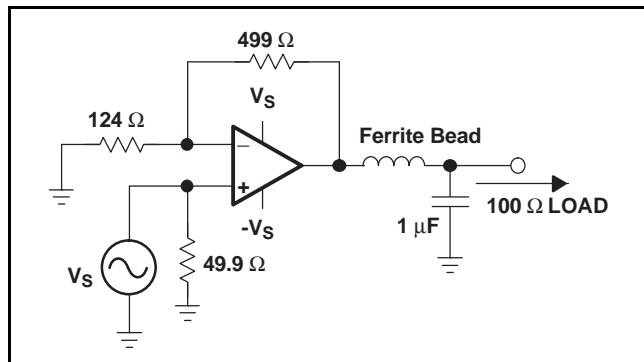 499 Ω
V_S
124 Ω
Ferrite Bead
−
+
100 Ω LOAD
-V_S
1 µF
49.9 Ω
V_S